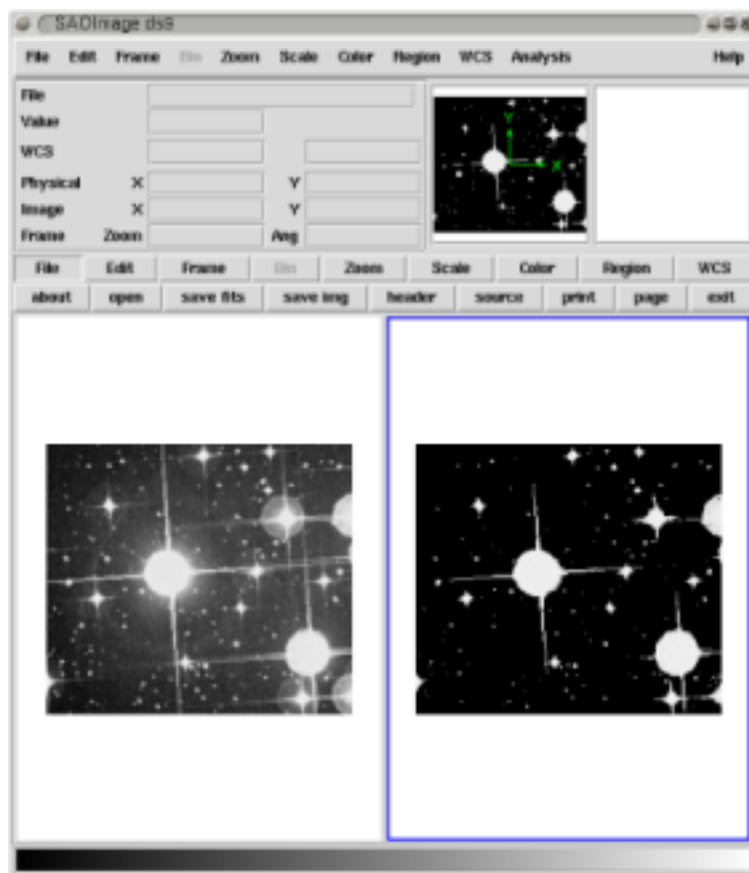 SAOImage ds9
File Edit Frame Bin Zoom Scale Color Region WCS Analysis Help
File
Value
WCS
Physical X Y
Image X Y
Frame Zoom Ang
Y
X
File Edit Frame Bin Zoom Scale Color Region WCS
about open save fits save img header source print page exit